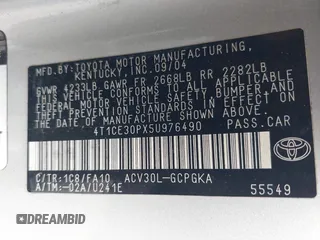 MFD.BY:TOYOTA MOTOR MANUFACTURING,
KENTUCKY, INC. 09/04
GVWR 4233LB GAWR FR 2668LB RR 2282LB
THIS VEHICLE CONFORMS TO ALL APPLICABLE FEDERAL
MOTOR VEHICLE SAFETY, BUMPER, AND THEFT PREVENTION
STANDARDS IN EFFECT ON THE DATE OF MANUFACTURE
SHOWN ABOVE.
4T1CE30PX5U976490 PASS.CAR
TOYOTA
C/TR:1C8/FA10 ACV30L-GCPGKA
A/TM:-02A/U241E 55549
© AUTOBIDMASTER